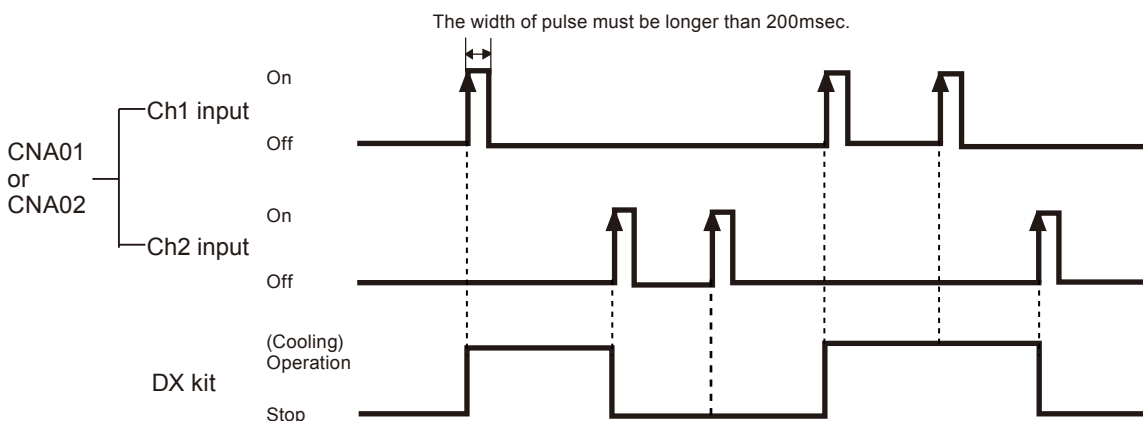 The width of pulse must be longer than 200msec.
On
Ch1 input
Off
CNA01
or
CNA02
On
Ch2 input
Off
(Cooling)
Operation
DX kit
Stop